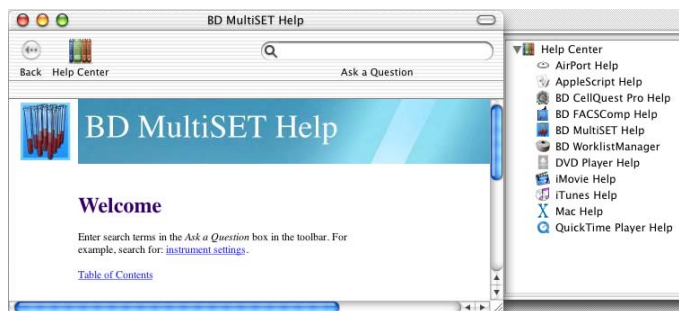 BD MultiSET Help
Back Help Center
Ask a Question
BD MultiSET Help
Welcome
Enter search terms in the Ask a Question box in the toolbar. For
example, search for: instrument settings.
Table of Contents
Help Center
AirPort Help
AppleScript Help
BD CellQuest Pro Help
BD FACSComp Help
BD MultiSET Help
BD WorklistManager
DVD Player Help
iMovie Help
iTunes Help
Mac Help
QuickTime Player Help